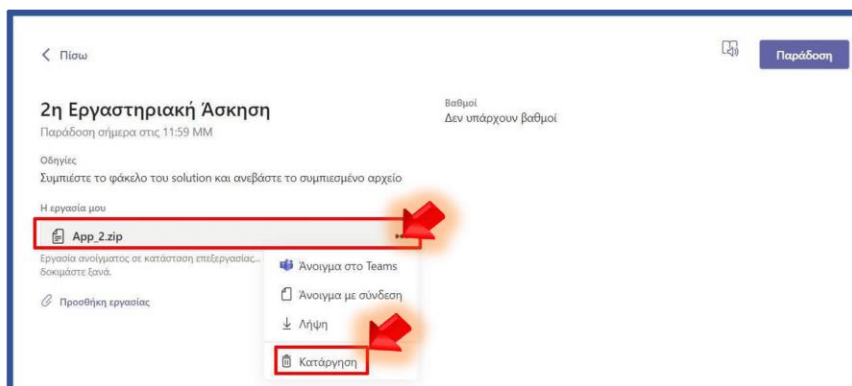 Πίσω
Παράδοση
2η Εργαστηριακή Άσκηση
Παράδοση σήμερα στις 11:59 ΜΜ
Βαθμοί
Δεν υπάρχουν βαθμοί
Οδηγίες
Συμπιέστε το φάκελο του solution και ανεβάστε το συμπιεσμένο αρχείο
Η εργασία μου
App_2.zip
Εργασία ανοίγματος σε κατάσταση επεξεργασίας...
δοκιμάστε ξανά.
Προσθήκη εργασίας
Άνοιγμα στο Teams
Άνοιγμα με σύνδεση
Λήψη
Κατάργηση